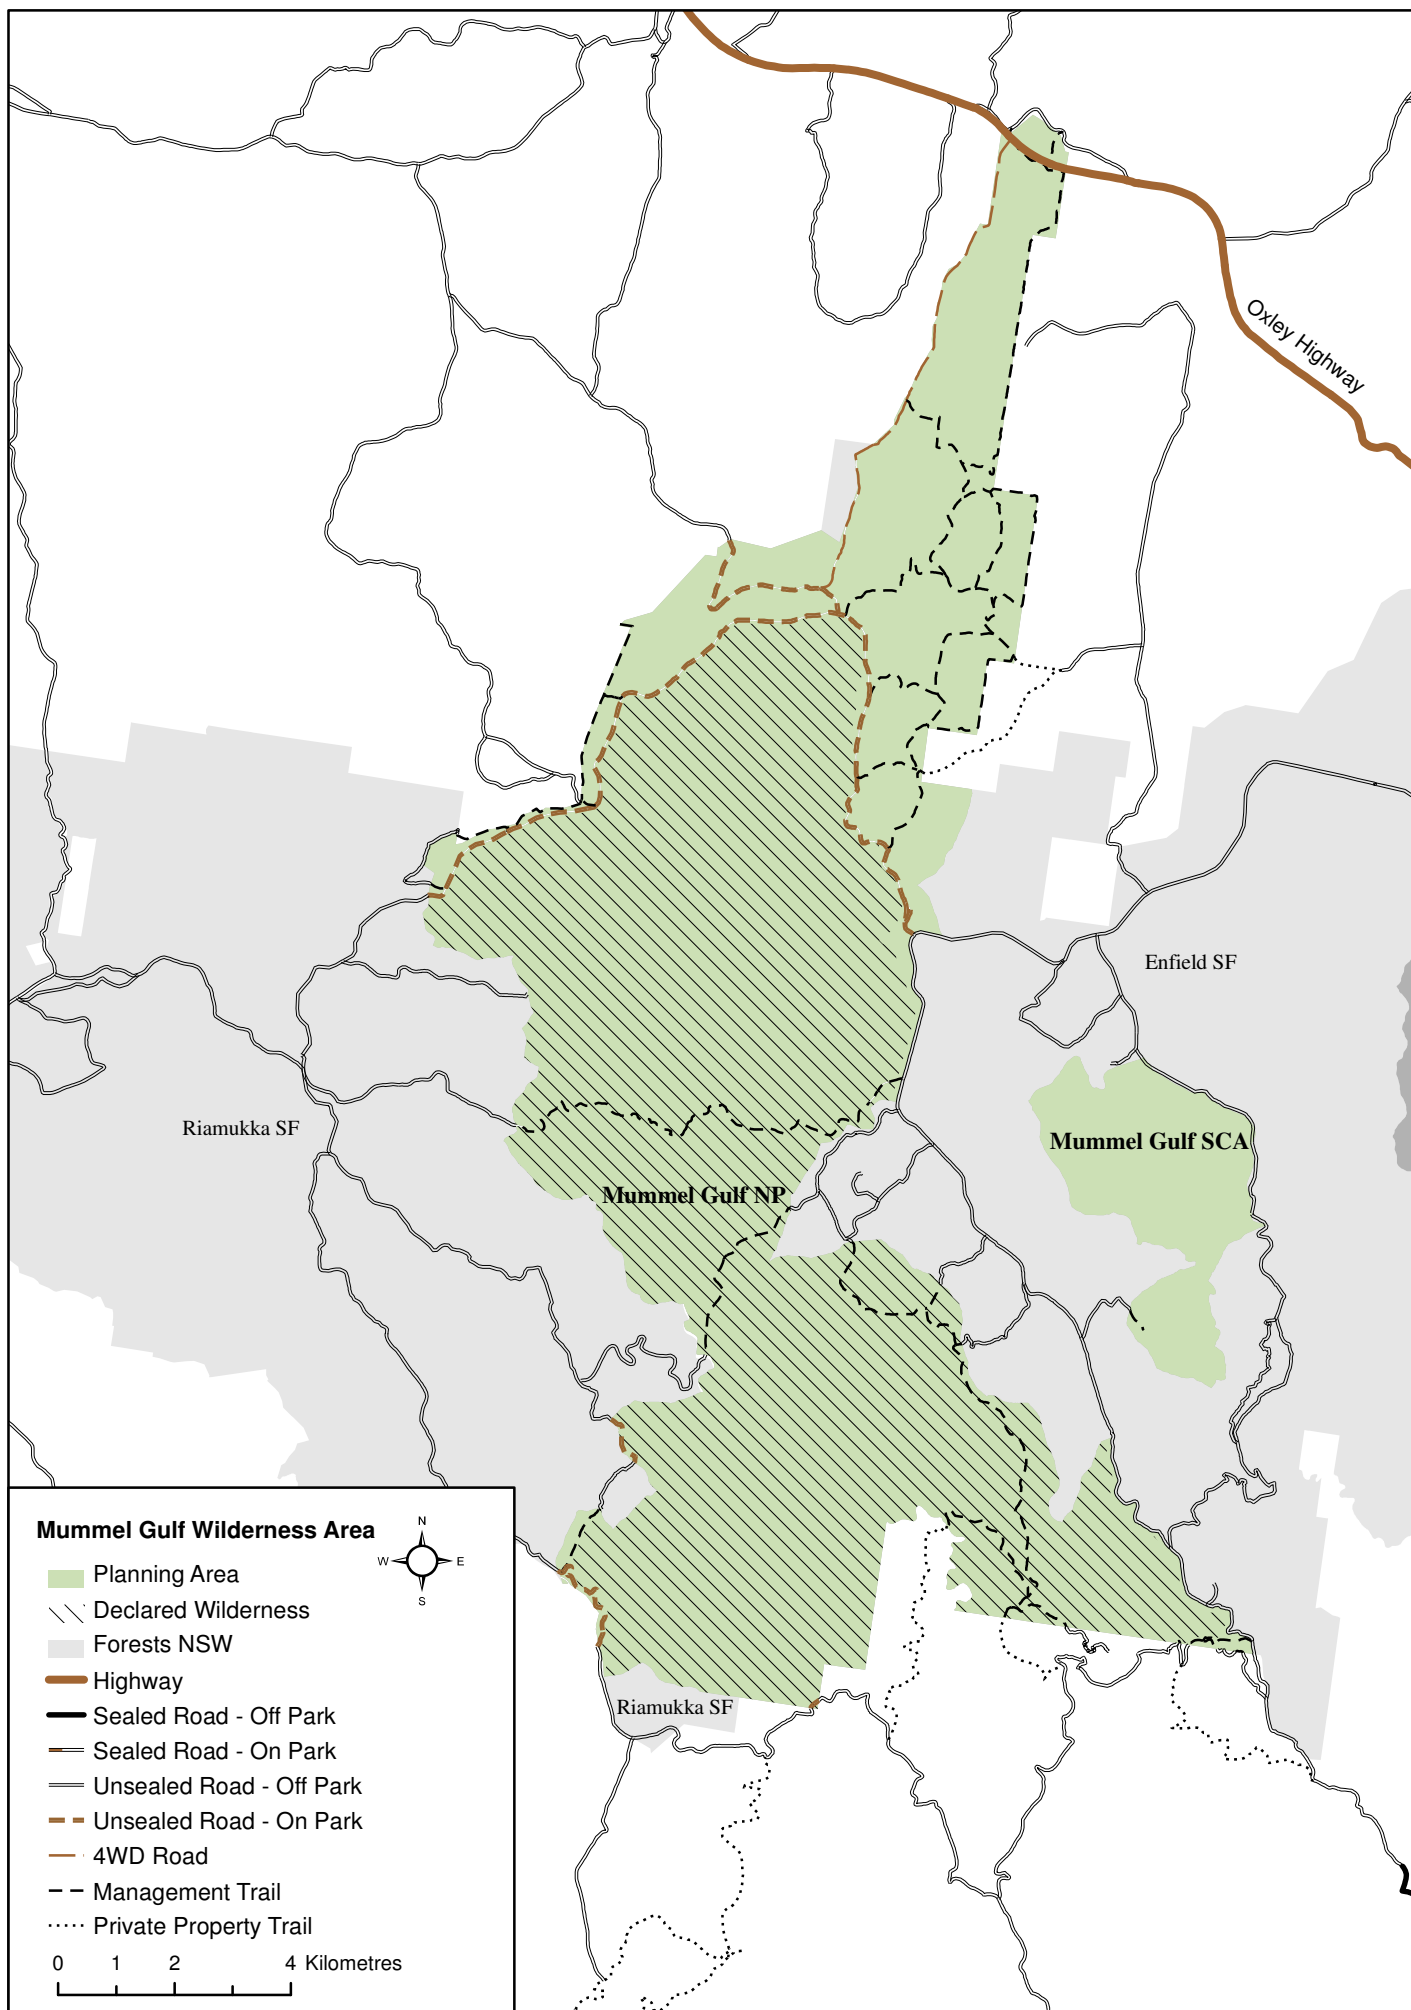 Oxley Highway
Enfield SF
Riamukka SF
Mummel Gulf SCA
Mummel Gulf NP
Riamukka SF
Mummel Gulf Wilderness Area
N
W E
S
Planning Area
Declared Wilderness
Forests NSW
Highway
Sealed Road - Off Park
Sealed Road - On Park
Unsealed Road - Off Park
Unsealed Road - On Park
4WD Road
Management Trail
Private Property Trail
0 1 2 4 Kilometres